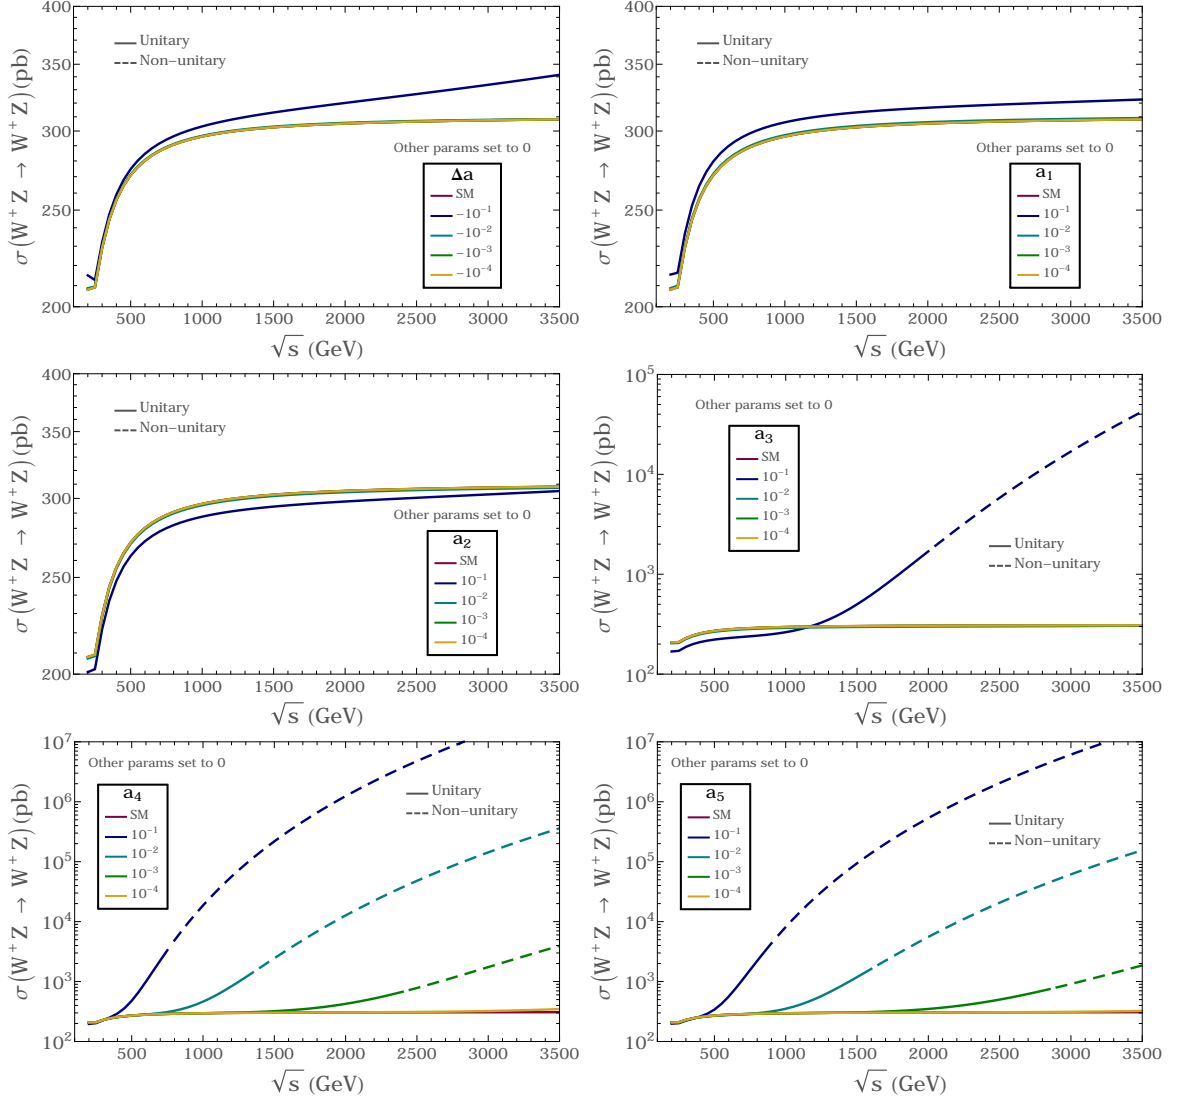 σ(W⁺Z → W⁺Z)(pb)
400
350
300
250
200
Unitary
Non−unitary
Other params set to 0
Δa
SM
−10⁻¹
−10⁻²
−10⁻³
−10⁻⁴
500 1000 1500 2000 2500 3000 3500
√s (GeV)
σ(W⁺Z → W⁺Z)(pb)
400
350
300
250
200
Unitary
Non−unitary
Other params set to 0
a₁
SM
10⁻¹
10⁻²
10⁻³
10⁻⁴
500 1000 1500 2000 2500 3000 3500
√s (GeV)
σ(W⁺Z → W⁺Z)(pb)
400
350
300
250
200
Unitary
Non−unitary
Other params set to 0
a₂
SM
10⁻¹
10⁻²
10⁻³
10⁻⁴
500 1000 1500 2000 2500 3000 3500
√s (GeV)
σ(W⁺Z → W⁺Z)(pb)
10⁵
10⁴
10³
10²
Other params set to 0
a₃
SM
10⁻¹
10⁻²
10⁻³
10⁻⁴
Unitary
Non−unitary
500 1000 1500 2000 2500 3000 3500
√s (GeV)
σ(W⁺Z → W⁺Z)(pb)
10⁷
10⁶
10⁵
10⁴
10³
10²
Other params set to 0
a₄
SM
10⁻¹
10⁻²
10⁻³
10⁻⁴
Unitary
Non−unitary
500 1000 1500 2000 2500 3000 3500
√s (GeV)
σ(W⁺Z → W⁺Z)(pb)
10⁷
10⁶
10⁵
10⁴
10³
10²
Other params set to 0
a₅
SM
10⁻¹
10⁻²
10⁻³
10⁻⁴
Unitary
Non−unitary
500 1000 1500 2000 2500 3000 3500
√s (GeV)